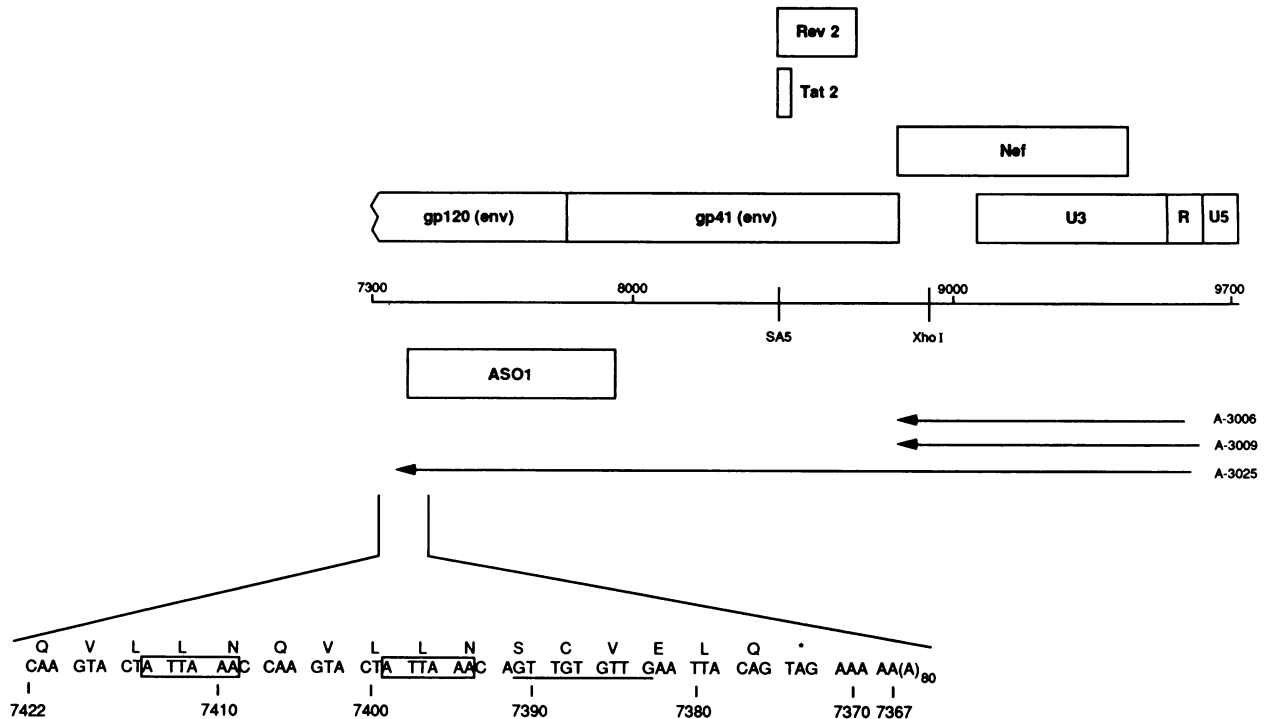 Rev 2
Tat 2
Nef
gp120 (env) gp41 (env) U3 R U5
7300 8000 9000 9700
SA5 Xho I
ASO1
A-3006
A-3009
A-3025
Q V L L N Q V L L N S C V E L Q *
CAA GTA CTA TTA AAC CAA GTA CTA TTA AAC AGT TGT GTT GAA TTA CAG TAG AAA AA(A)80
7422 7410 7400 7390 7380 7370 7367